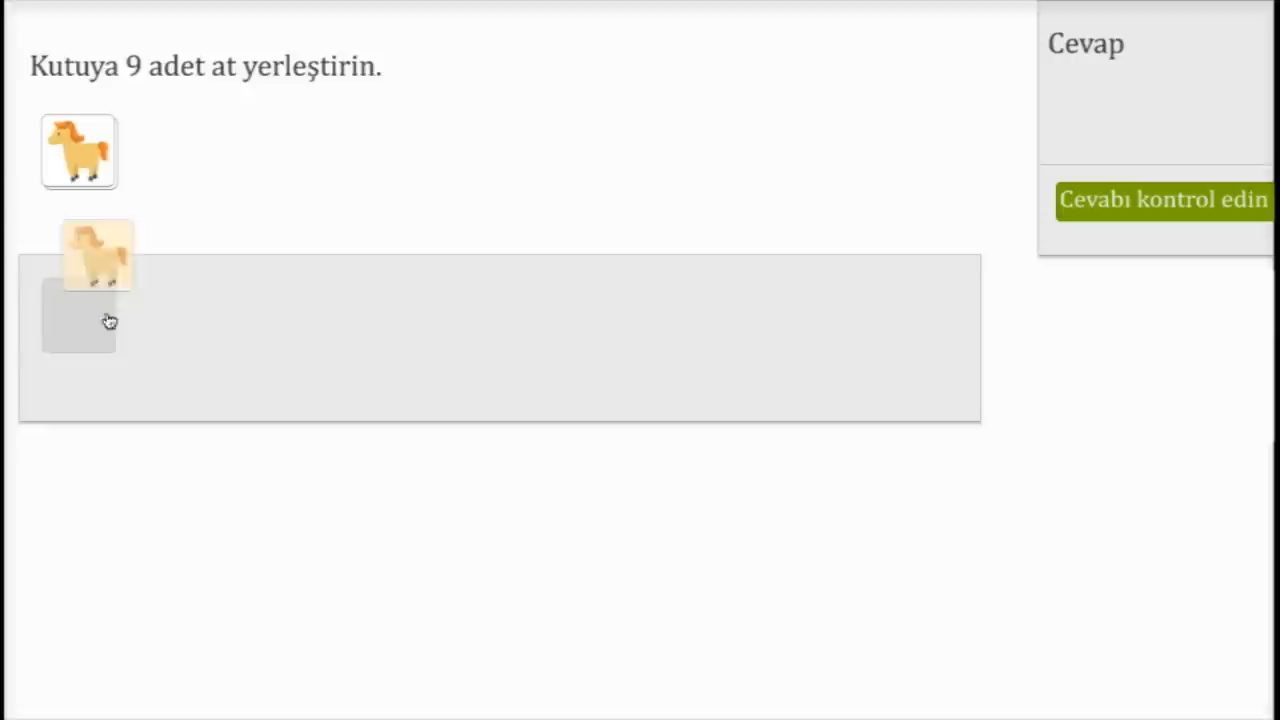 Kutuya 9 adet at yerleştirin.
Cevap
Cevabı kontrol edin